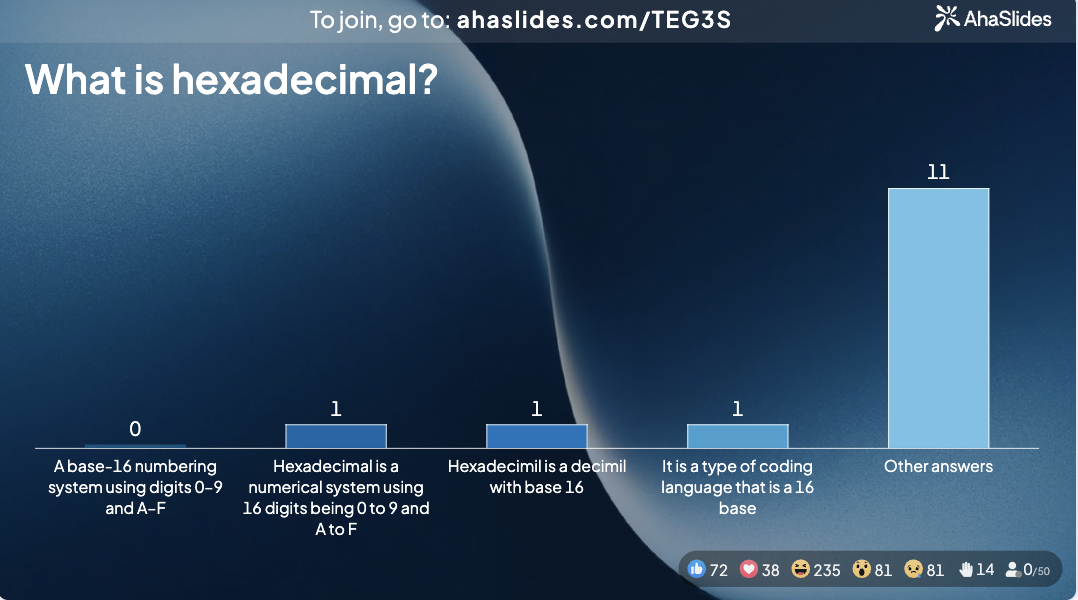 To join, go to: ahaslides.com/TEG3S
AhaSlides
What is hexadecimal?
11
1
1
1
0
A base-16 numbering
system using digits 0–9
and A–F
Hexadecimal is a
numerical system using
16 digits being 0 to 9 and
A to F
Hexadecimil is a decimil
with base 16
It is a type of coding
language that is a 16
base
Other answers
72 38 235 81 81 14 0/50